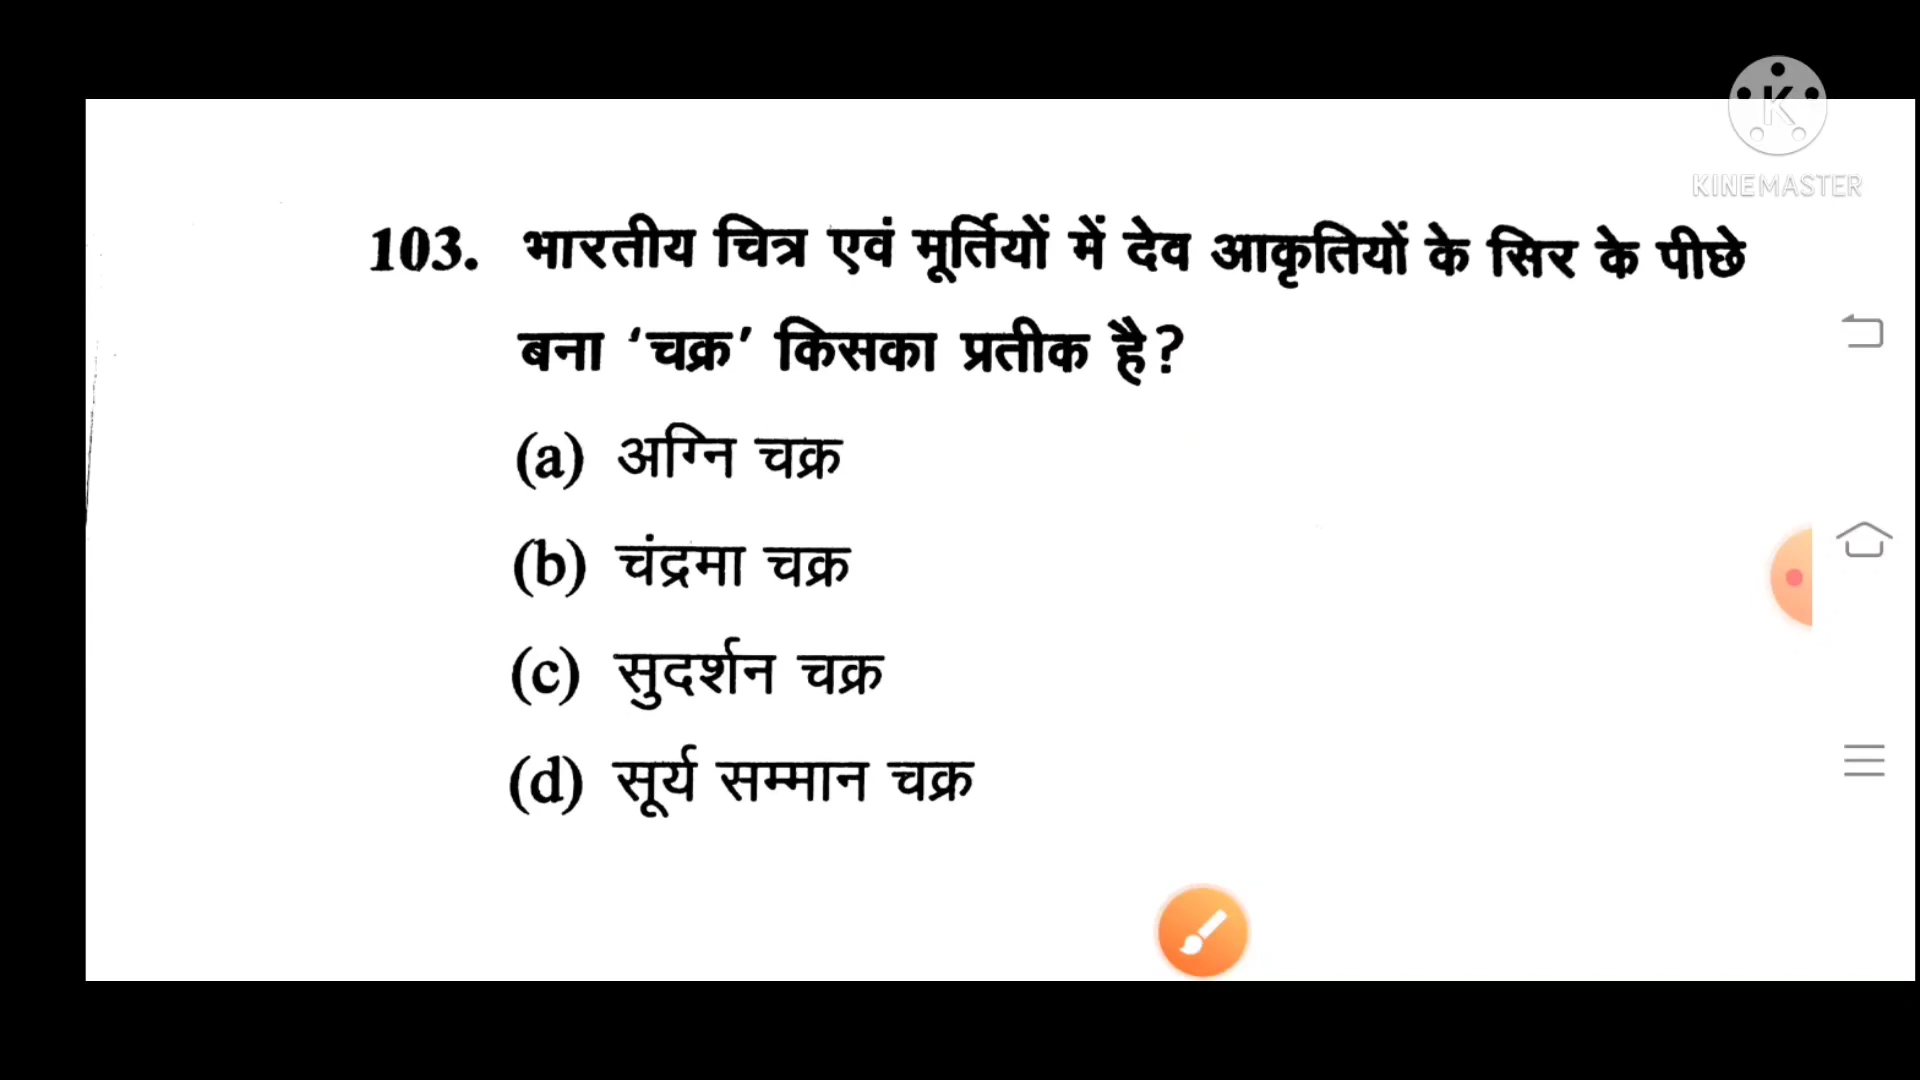 KINEMASTER
103. भारतीय चित्र एवं मूर्तियों में देव आकृतियों के सिर के पीछे
बना ‘चक्र’ किसका प्रतीक है?
(a) अग्नि चक्र
(b) चंद्रमा चक्र
(c) सुदर्शन चक्र
(d) सूर्य सम्मान चक्र